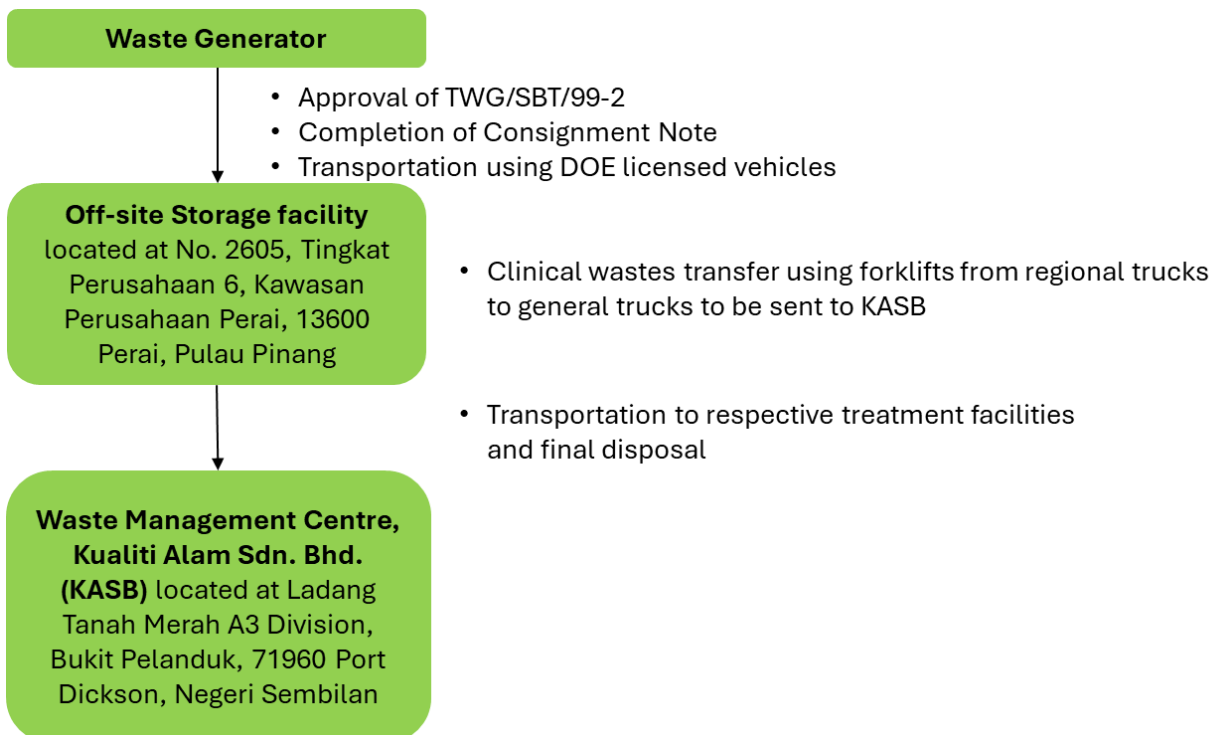 Waste Generator
• Approval of TWG/SBT/99-2
• Completion of Consignment Note
• Transportation using DOE licensed vehicles
Off-site Storage facility
located at No. 2605, Tingkat
Perusahaan 6, Kawasan
Perusahaan Perai, 13600
Perai, Pulau Pinang
• Clinical wastes transfer using forklifts from regional trucks
to general trucks to be sent to KASB
• Transportation to respective treatment facilities
and final disposal
Waste Management Centre,
Kualiti Alam Sdn. Bhd.
(KASB) located at Ladang
Tanah Merah A3 Division,
Bukit Pelanduk, 71960 Port
Dickson, Negeri Sembilan